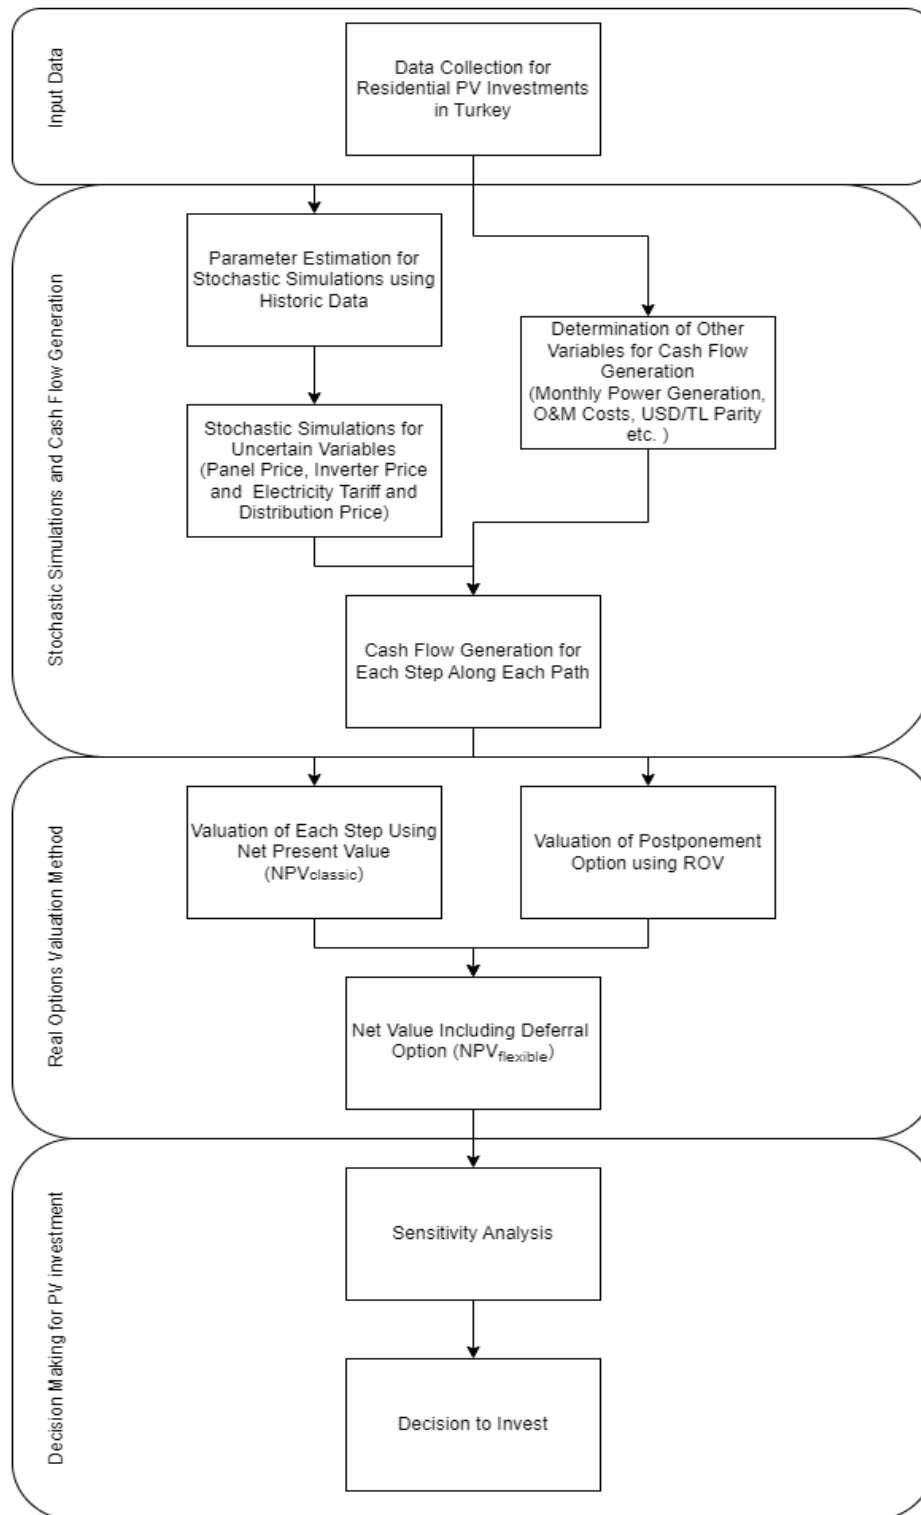 Input Data
Data Collection for
Residential PV Investments
in Turkey
Stochastic Simulations and Cash Flow Generation
Parameter Estimation for
Stochastic Simulations using
Historic Data
Determination of Other
Variables for Cash Flow
Generation
(Monthly Power Generation,
O&M Costs, USD/TL Parity
etc. )
Stochastic Simulations for
Uncertain Variables
(Panel Price, Inverter Price
and Electricity Tariff and
Distribution Price)
Cash Flow Generation for
Each Step Along Each Path
Real Options Valuation Method
Valuation of Each Step Using
Net Present Value
(NPVclassic)
Valuation of Postponement
Option using ROV
Net Value Including Deferral
Option (NPVflexible)
Decision Making for PV investment
Sensitivity Analysis
Decision to Invest